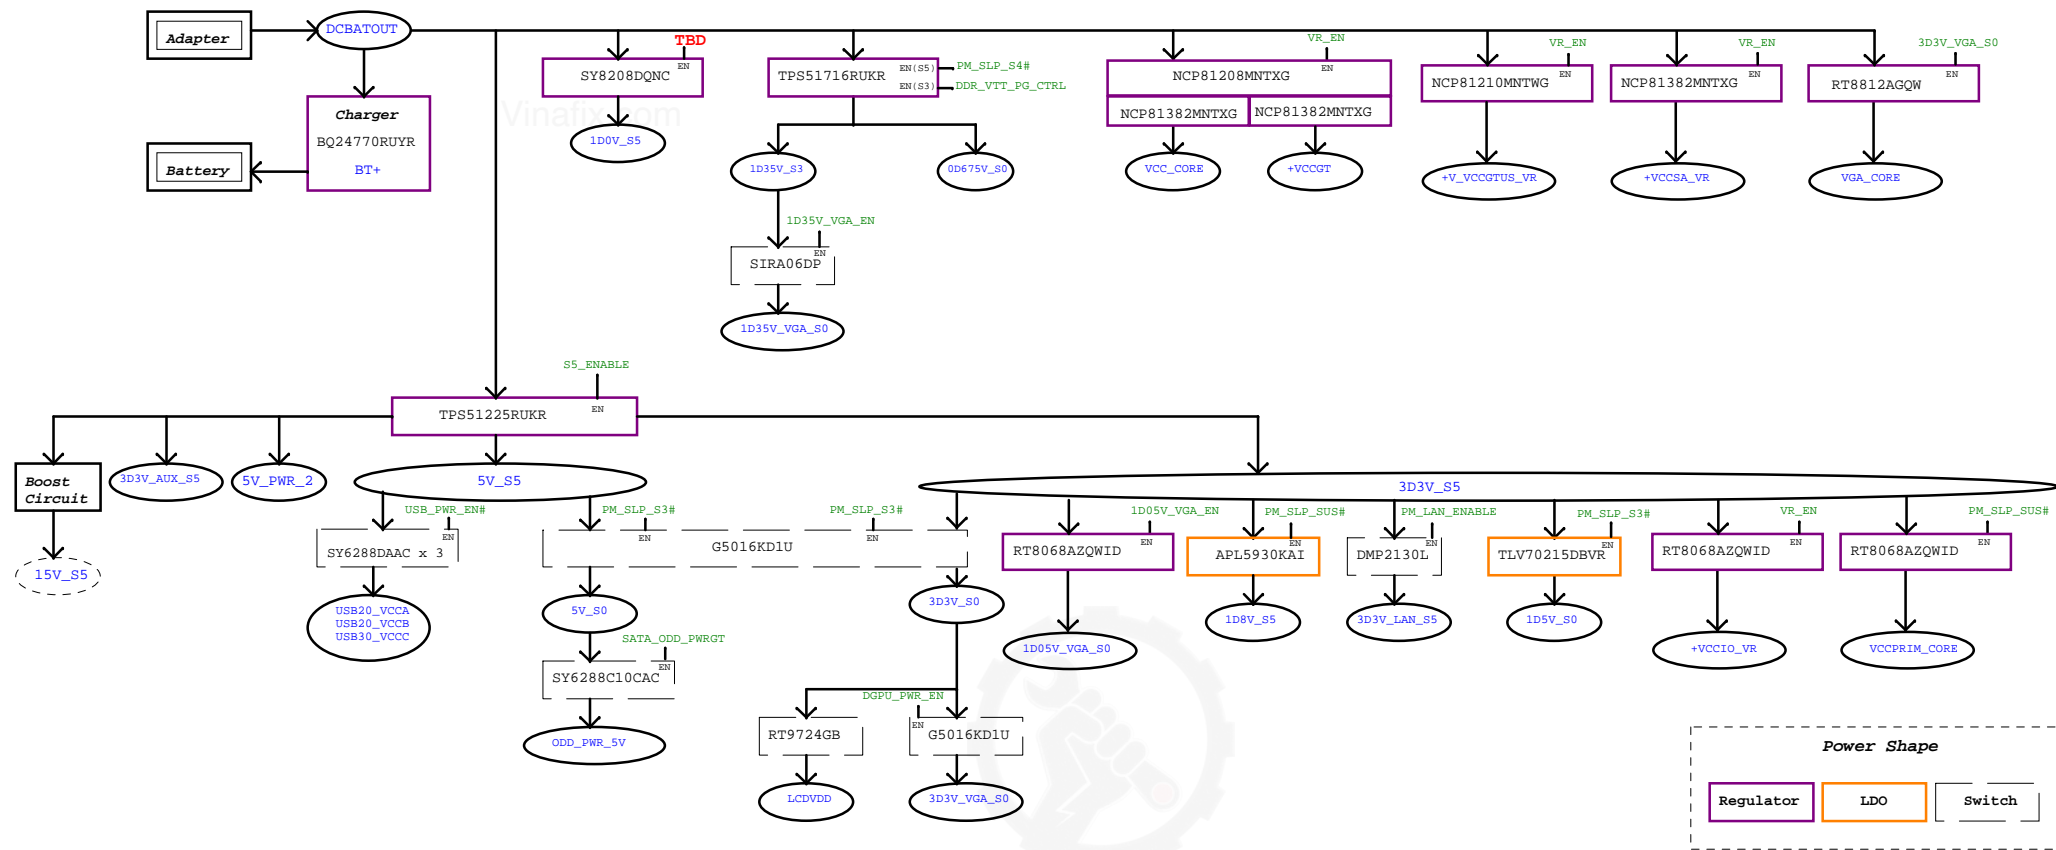 Adapter
DCBATOUT
TBD
EN
SY8208DQNC
1D0V_S5
TPS51716RUKR
EN(S5)
EN(S3)
PM_SLP_S4#
DDR_VTT_PG_CTRL
VR_EN
EN
NCP81208MNTXG
NCP81382MNTXG
NCP81382MNTXG
VCC_CORE
+VCCGT
VR_EN
EN
NCP81210MNTWG
+V_VCCGTUS_VR
VR_EN
EN
NCP81382MNTXG
+VCCSA_VR
3D3V_VGA_S0
EN
RT8812AGQW
VGA_CORE
Charger
BQ24770RUYR
BT+
Battery
Vinafix.com
1D35V_S3
0D675V_S0
1D35V_VGA_EN
EN
SIRA06DP
1D35V_VGA_S0
S5_ENABLE
EN
TPS51225RUKR
Boost
Circuit
15V_S5
3D3V_AUX_S5
5V_PWR_2
5V_S5
3D3V_S5
USB_PWR_EN#
EN
SY6288DAAC x 3
USB20_VCCA
USB20_VCCB
USB30_VCCC
PM_SLP_S3#
EN
PM_SLP_S3#
EN
G5016KD1U
5V_S0
3D3V_S0
SATA_ODD_PWRGT
EN
SY6288C10CAC
ODD_PWR_5V
DGPU_PWR_EN
EN
RT9724GB
G5016KD1U
LCDVDD
3D3V_VGA_S0
1D05V_VGA_EN
EN
RT8068AZQWID
1D05V_VGA_S0
PM_SLP_SUS#
EN
APL5930KAI
1D8V_S5
PM_LAN_ENABLE
EN
DMP2130L
3D3V_LAN_S5
PM_SLP_S3#
EN
TLV70215DBVR
1D5V_S0
VR_EN
EN
RT8068AZQWID
+VCCIO_VR
PM_SLP_SUS#
EN
RT8068AZQWID
VCCPRIM_CORE
Power Shape
Regulator
LDO
Switch